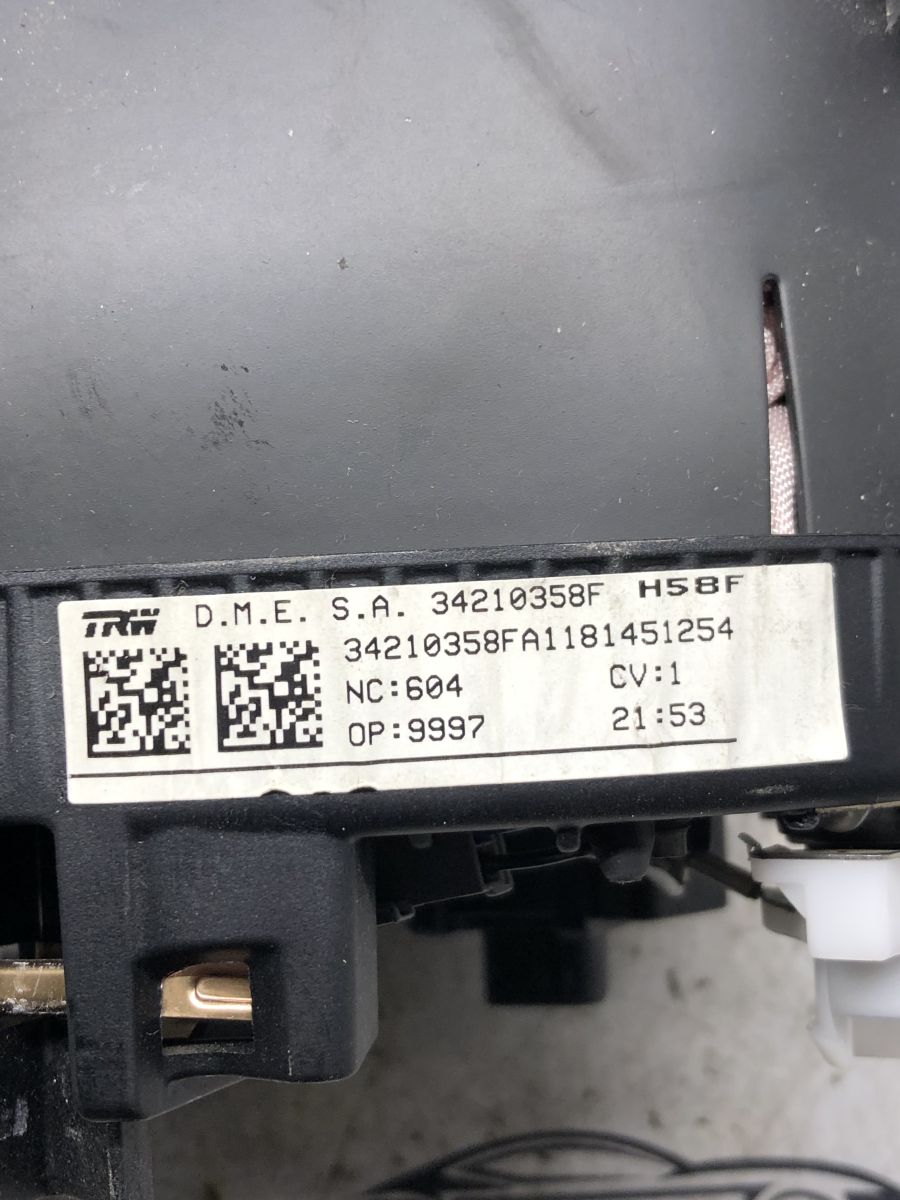 TRW D.M.E. S.A. 34210358F H58F
34210358FA1181451254
NC:604 CV:1
OP:9997 21:53